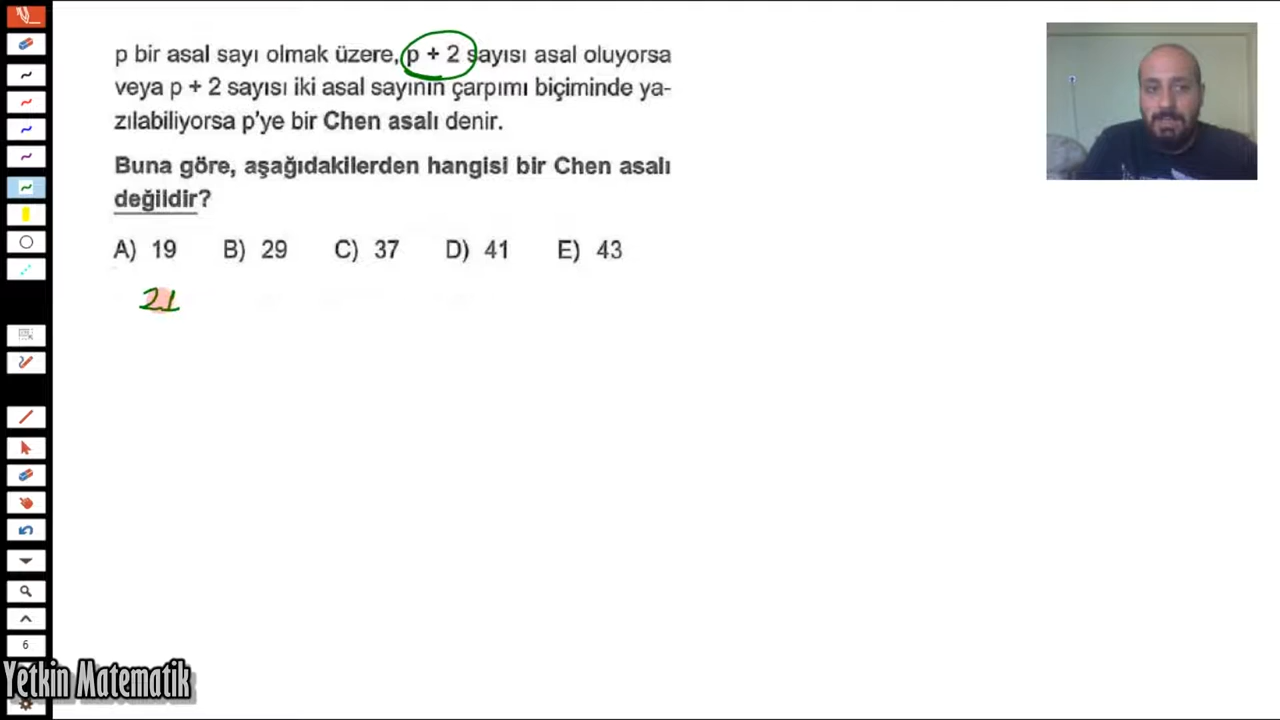 p bir asal sayı olmak üzere, p + 2 sayısı asal oluyorsa
veya p + 2 sayısı iki asal sayının çarpımı biçiminde ya-
zılabiliyorsa p'ye bir Chen asalı denir.
Buna göre, aşağıdakilerden hangisi bir Chen asalı
değildir?
A) 19 B) 29 C) 37 D) 41 E) 43
21
6
Yetkin Matematik